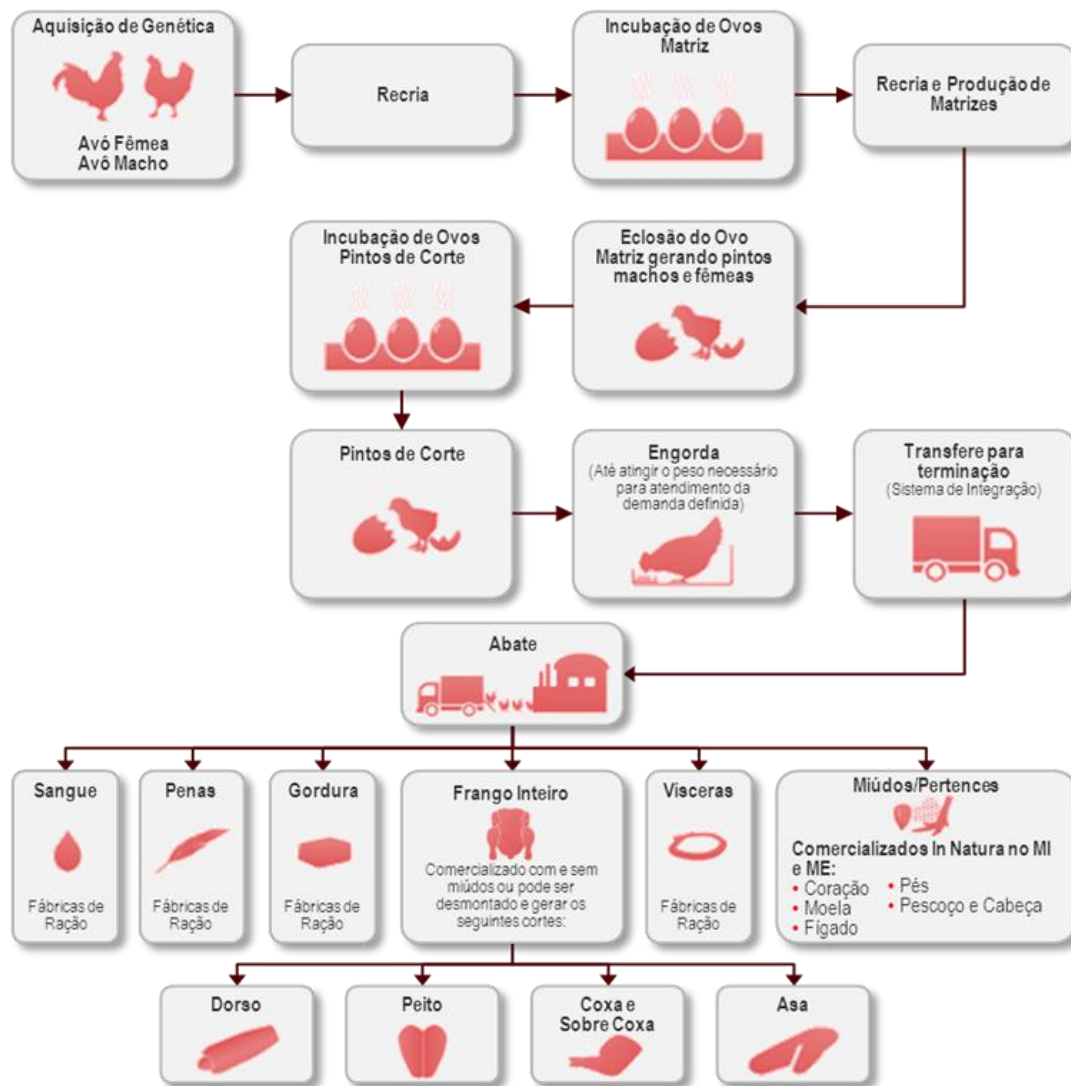 Aquisição de Genética
Avó Fêmea
Avô Macho
Recria
Incubação de Ovos
Matriz
Recria e Produção de
Matrizes
Incubação de Ovos
Pintos de Corte
Eclosão do Ovo
Matriz gerando pintos
machos e fêmeas
Pintos de Corte
Engorda
(Até atingir o peso necessário
para atendimento da
demanda definida)
Transfere para
terminação
(Sistema de Integração)
Abate
Sangue
Fábricas de
Ração
Penas
Fábricas de
Ração
Gordura
Fábricas de
Ração
Frango Inteiro
Comercializado com e sem
miúdos ou pode ser
desmontado e gerar os
seguintes cortes:
Vísceras
Fábricas de
Ração
Miúdos/Pertences
Comercializados In Natura no MI
e ME:
• Coração
• Moela
• Fígado
• Pés
• Pescoço e Cabeça
Dorso
Peito
Coxa e
Sobre Coxa
Asa